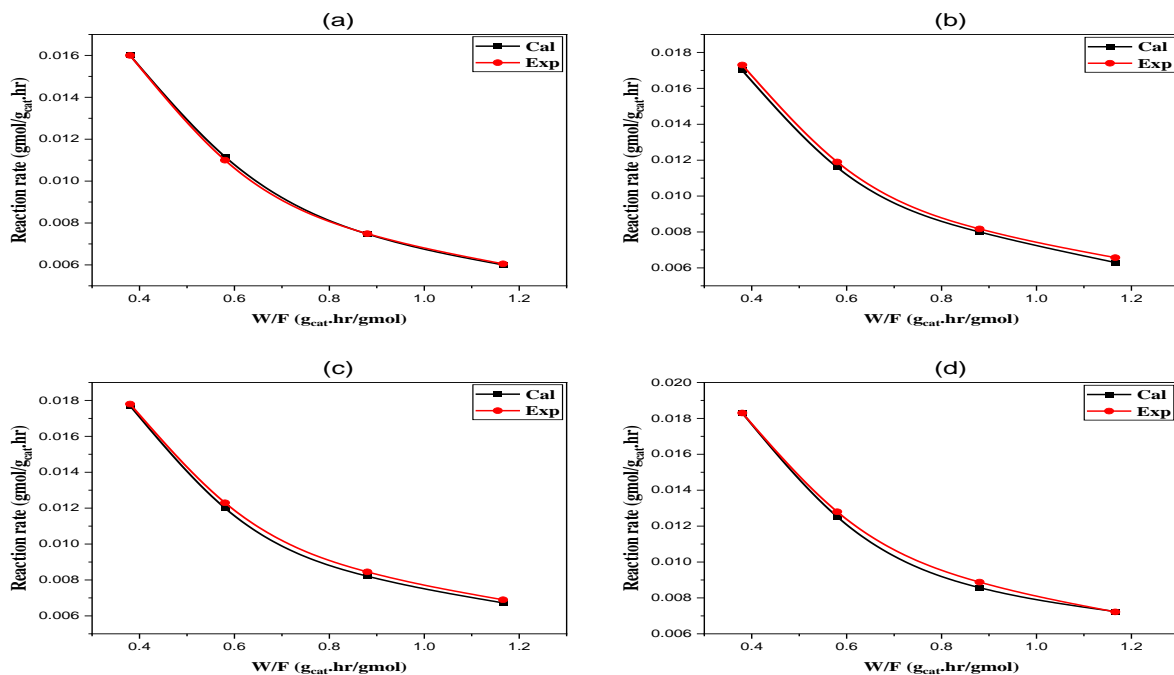 (a)
Cal
Exp
0.016
0.014
0.012
0.010
0.008
0.006
Reaction rate (gmol/gcat.hr)
0.4 0.6 0.8 1.0 1.2
W/F (gcat.hr/gmol)
(b)
Cal
Exp
0.018
0.016
0.014
0.012
0.010
0.008
0.006
Reaction rate (gmol/gcat.hr)
0.4 0.6 0.8 1.0 1.2
W/F (gcat.hr/gmol)
(c)
Cal
Exp
0.018
0.016
0.014
0.012
0.010
0.008
0.006
Reaction rate (gmol/gcat.hr)
0.4 0.6 0.8 1.0 1.2
W/F (gcat.hr/gmol)
(d)
Cal
Exp
0.020
0.018
0.016
0.014
0.012
0.010
0.008
0.006
Reaction rate (gmol/gcat.hr)
0.4 0.6 0.8 1.0 1.2
W/F (gcat.hr/gmol)